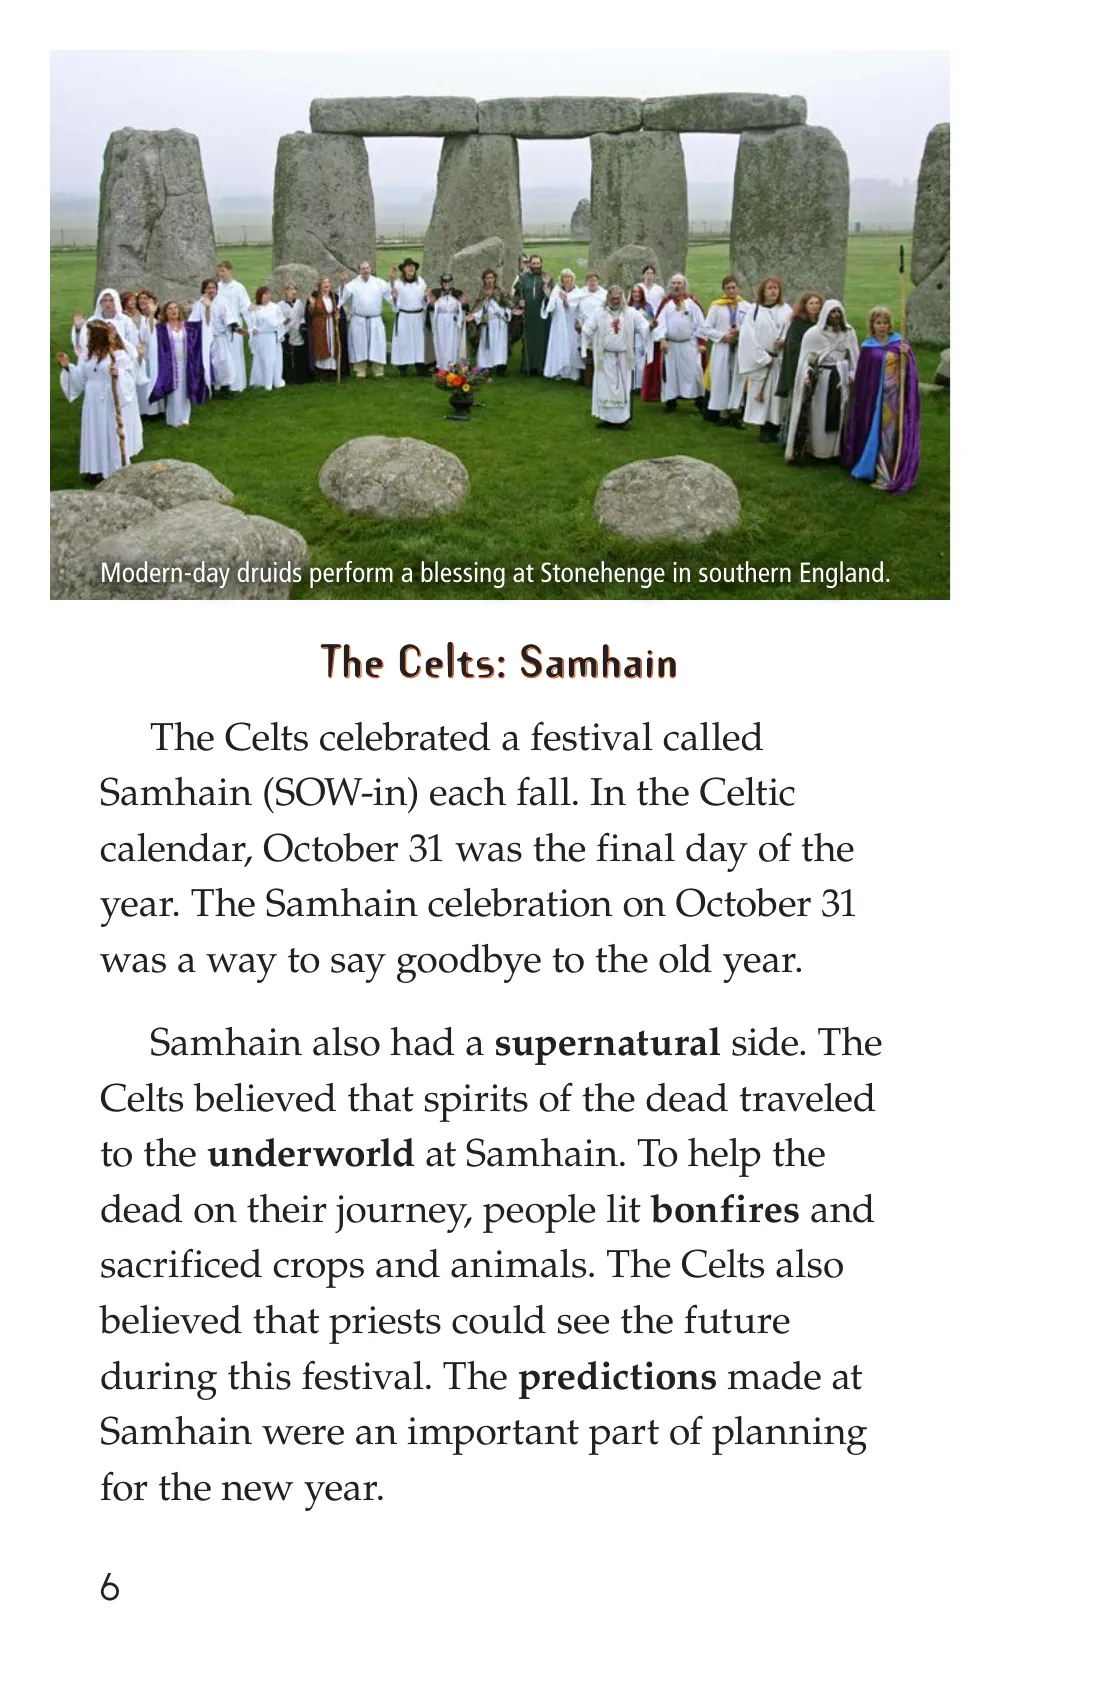 Modern-day druids perform a blessing at Stonehenge in southern England.
The Celts: Samhain
The Celts celebrated a festival called
Samhain (SOW-in) each fall. In the Celtic
calendar, October 31 was the final day of the
year. The Samhain celebration on October 31
was a way to say goodbye to the old year.
Samhain also had a supernatural side. The
Celts believed that spirits of the dead traveled
to the underworld at Samhain. To help the
dead on their journey, people lit bonfires and
sacrificed crops and animals. The Celts also
believed that priests could see the future
during this festival. The predictions made at
Samhain were an important part of planning
for the new year.
6